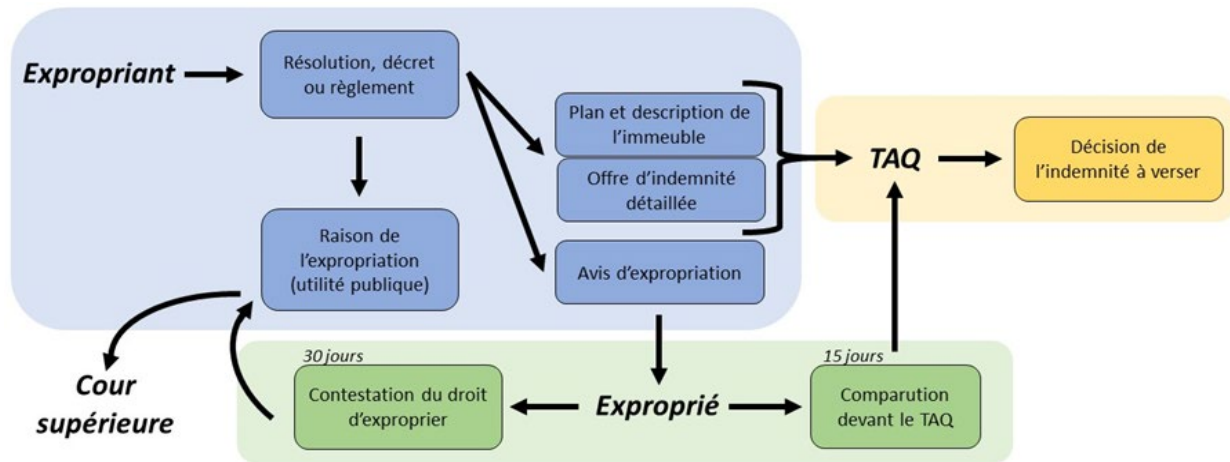 Expropriant
Résolution, décret
ou règlement
Plan et description de
l'immeuble
Offre d'indemnité
détaillée
TAQ
Décision de
l'indemnité à verser
Raison de
l'expropriation
(utilité publique)
Avis d'expropriation
Cour
supérieure
30 jours
Contestation du droit
d'exproprier
Exproprié
15 jours
Comparution
devant le TAQ